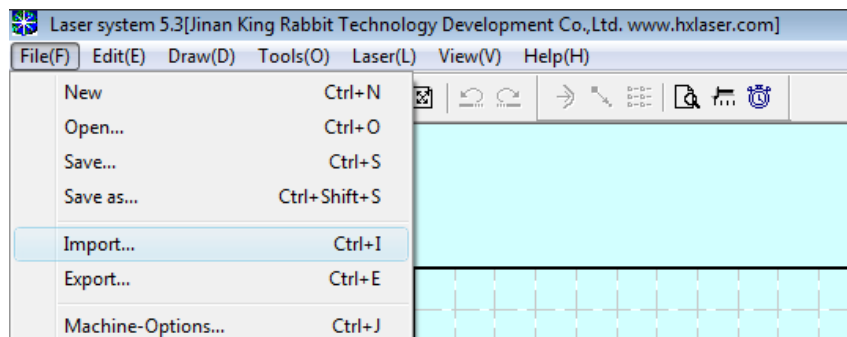 Laser system 5.3[Jinan King Rabbit Technology Development Co.,Ltd. www.hxlaser.com]
File(F) Edit(E) Draw(D) Tools(O) Laser(L) View(V) Help(H)
New Ctrl+N
Open... Ctrl+O
Save... Ctrl+S
Save as... Ctrl+Shift+S
Import... Ctrl+I
Export... Ctrl+E
Machine-Options... Ctrl+J